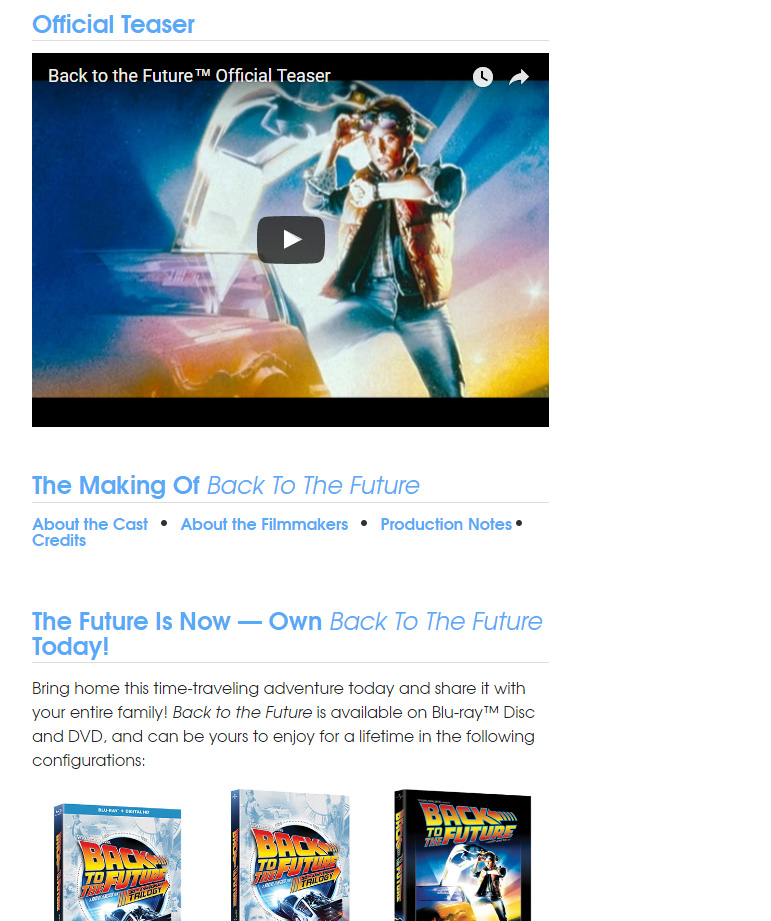 Official Teaser
Back to the Future™ Official Teaser
The Making Of Back To The Future
About the Cast • About the Filmmakers • Production Notes •
Credits
The Future Is Now — Own Back To The Future
Today!
Bring home this time-traveling adventure today and share it with
your entire family! Back to the Future is available on Blu-ray™ Disc
and DVD, and can be yours to enjoy for a lifetime in the following
configurations:
BLU-RAY + DIGITAL HD
BACK
TO THE
FUTURE
TRILOGY
BACK
TO THE
FUTURE
TRILOGY
BACK
TO THE
FUTURE